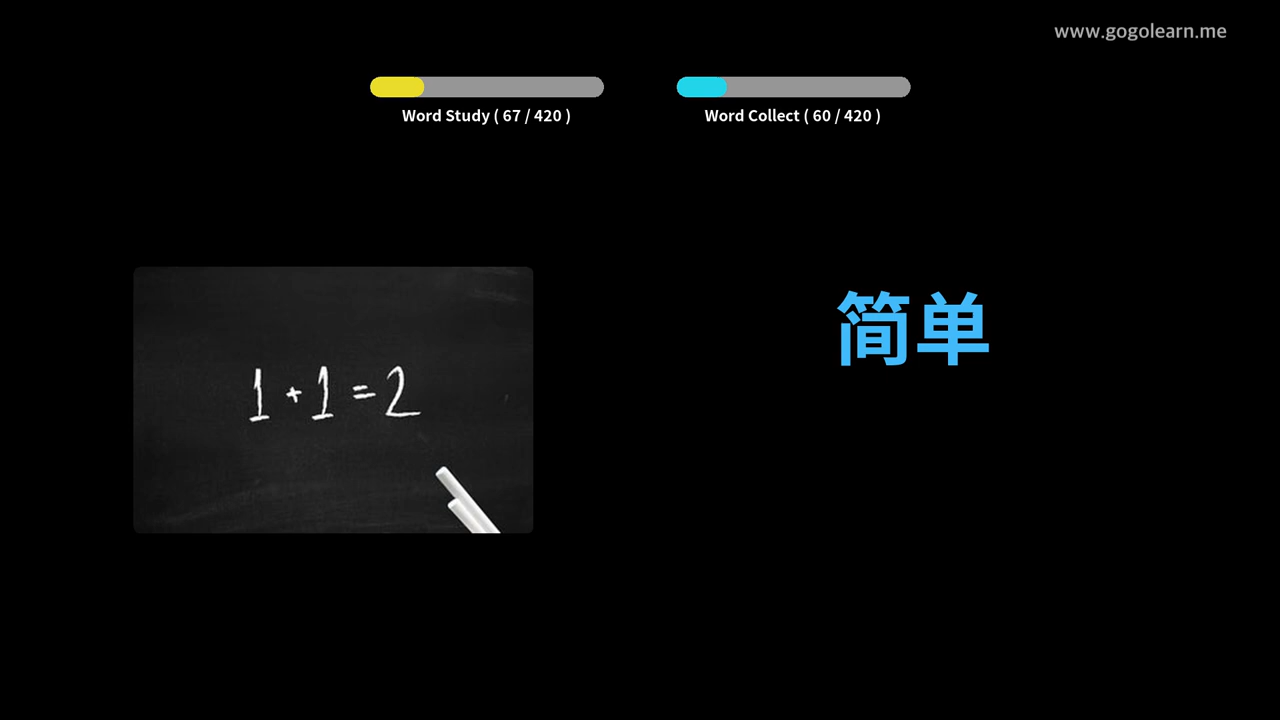 www.gogolearn.me
Word Study ( 67 / 420 )
Word Collect ( 60 / 420 )
简单
1 + 1 = 2